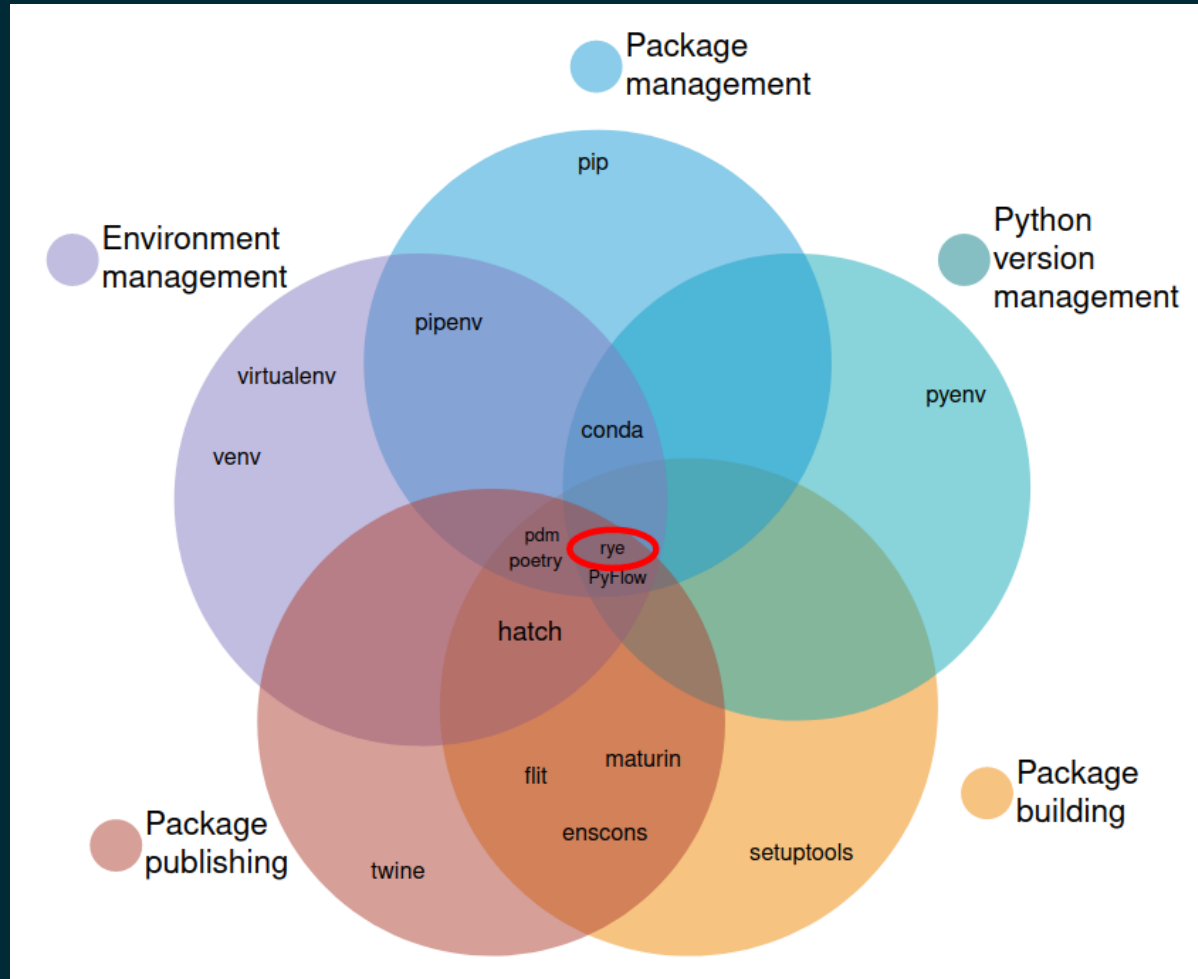 Package
management
pip
Environment
management
Python
version
management
pipenv
virtualenv
pyenv
conda
venv
pdm
rye
poetry
PyFlow
hatch
maturin
flit
Package
building
enscons
Package
publishing
setuptools
twine